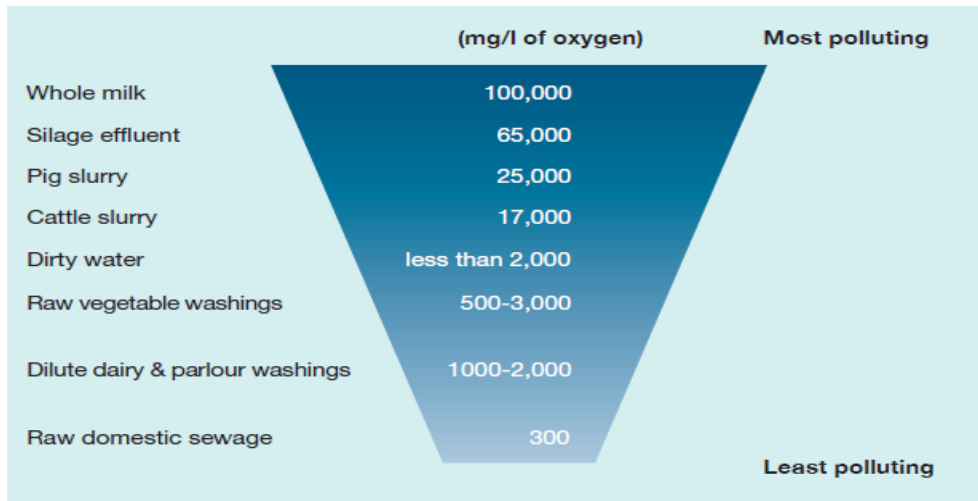 (mg/l of oxygen) Most polluting
Whole milk 100,000
Silage effluent 65,000
Pig slurry 25,000
Cattle slurry 17,000
Dirty water less than 2,000
Raw vegetable washings 500-3,000
Dilute dairy & parlour washings 1000-2,000
Raw domestic sewage 300
Least polluting